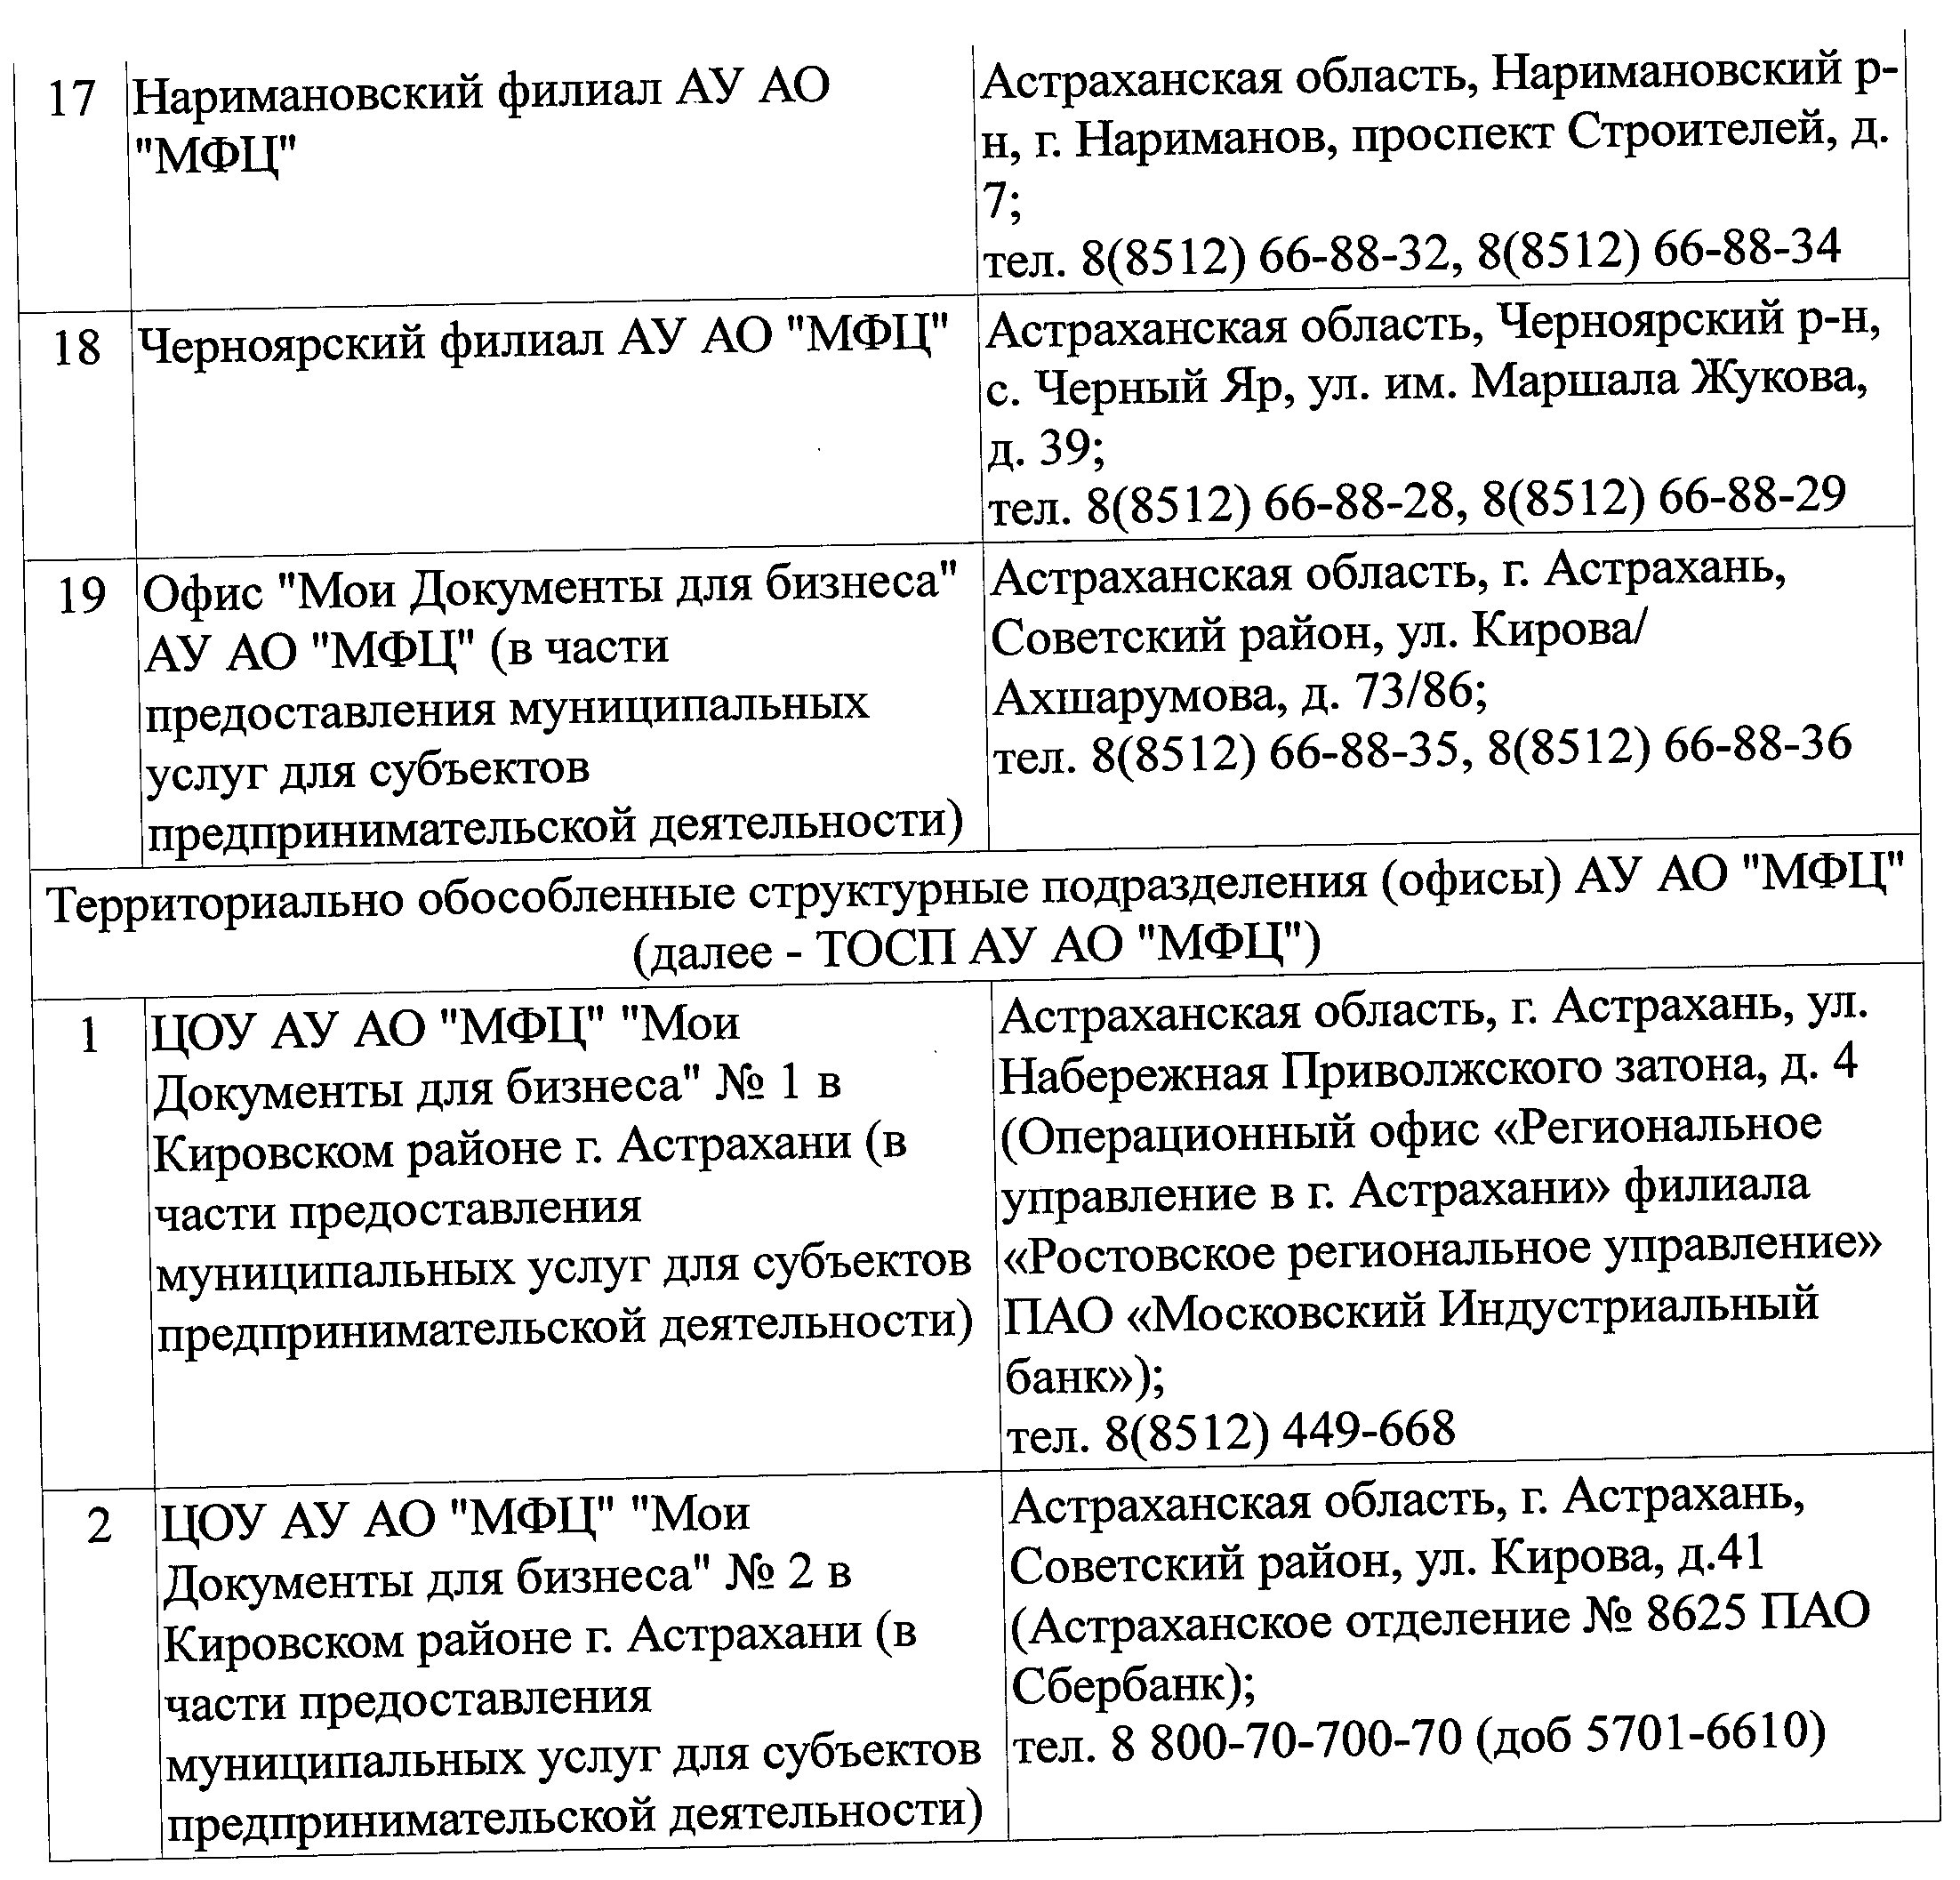 17
Наримановский филиал АУ АО
"МФЦ"
Астраханская область, Наримановский р-
н, г. Нариманов, проспект Строителей, д.
7;
тел. 8(8512) 66-88-32, 8(8512) 66-88-34
18
Черноярский филиал АУ АО "МФЦ"
Астраханская область, Черноярский р-н,
с. Черный Яр, ул. им. Маршала Жукова,
д. 39;
тел. 8(8512) 66-88-28, 8(8512) 66-88-29
19
Офис "Мои Документы для бизнеса"
АУ АО "МФЦ" (в части
предоставления муниципальных
услуг для субъектов
предпринимательской деятельности)
Астраханская область, г. Астрахань,
Советский район, ул. Кирова/
Ахшарумова, д. 73/86;
тел. 8(8512) 66-88-35, 8(8512) 66-88-36
Территориально обособленные структурные подразделения (офисы) АУ АО "МФЦ"
(далее - ТОСП АУ АО "МФЦ")
1
ЦОУ АУ АО "МФЦ" "Мои
Документы для бизнеса" № 1 в
Кировском районе г. Астрахани (в
части предоставления
муниципальных услуг для субъектов
предпринимательской деятельности)
Астраханская область, г. Астрахань, ул.
Набережная Приволжского затона, д. 4
(Операционный офис «Региональное
управление в г. Астрахани» филиала
«Ростовское региональное управление»
ПАО «Московский Индустриальный
банк»);
тел. 8(8512) 449-668
2
ЦОУ АУ АО "МФЦ" "Мои
Документы для бизнеса" № 2 в
Кировском районе г. Астрахани (в
части предоставления
муниципальных услуг для субъектов
предпринимательской деятельности)
Астраханская область, г. Астрахань,
Советский район, ул. Кирова, д.41
(Астраханское отделение № 8625 ПАО
Сбербанк);
тел. 8 800-70-700-70 (доб 5701-6610)